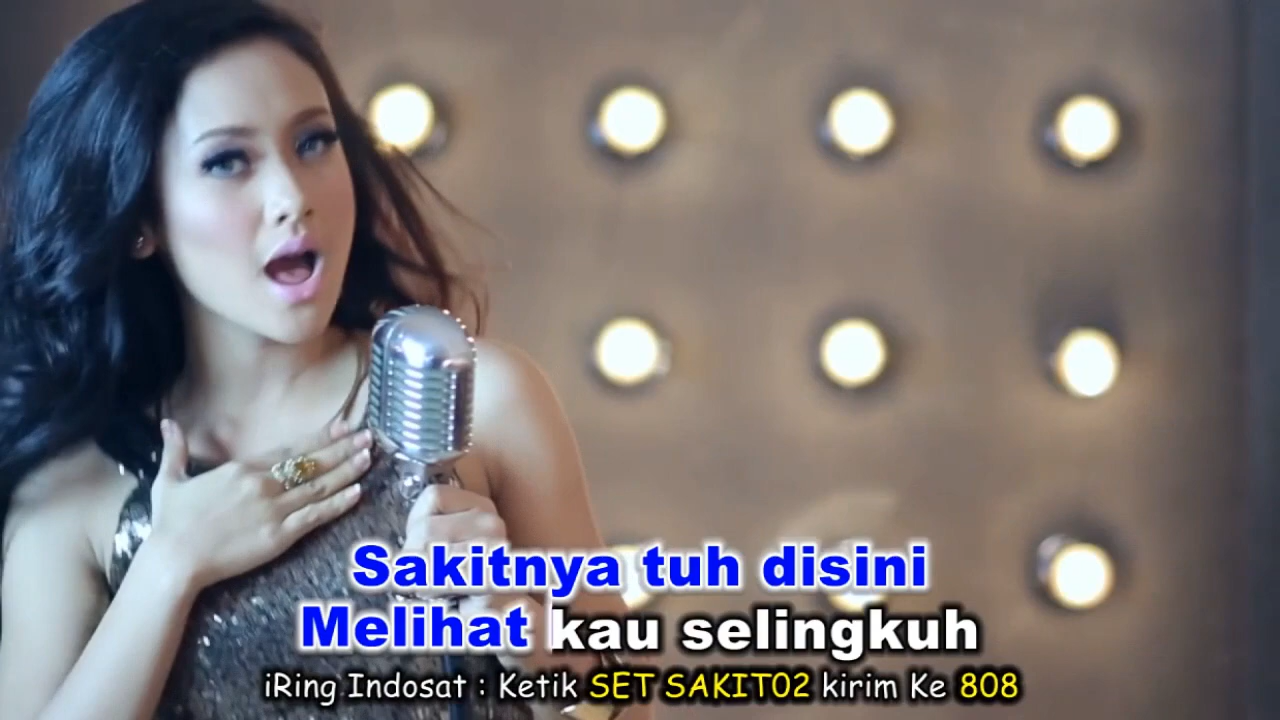 Sakitnya tuh disini
Melihat kau selingkuh
iRing Indosat : Ketik SET SAKIT02 kirim Ke 808